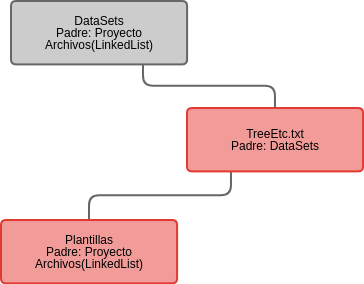 DataSets
Padre: Proyecto
Archivos(LinkedList)
TreeEtc.txt
Padre: DataSets
Plantillas
Padre: Proyecto
Archivos(LinkedList)